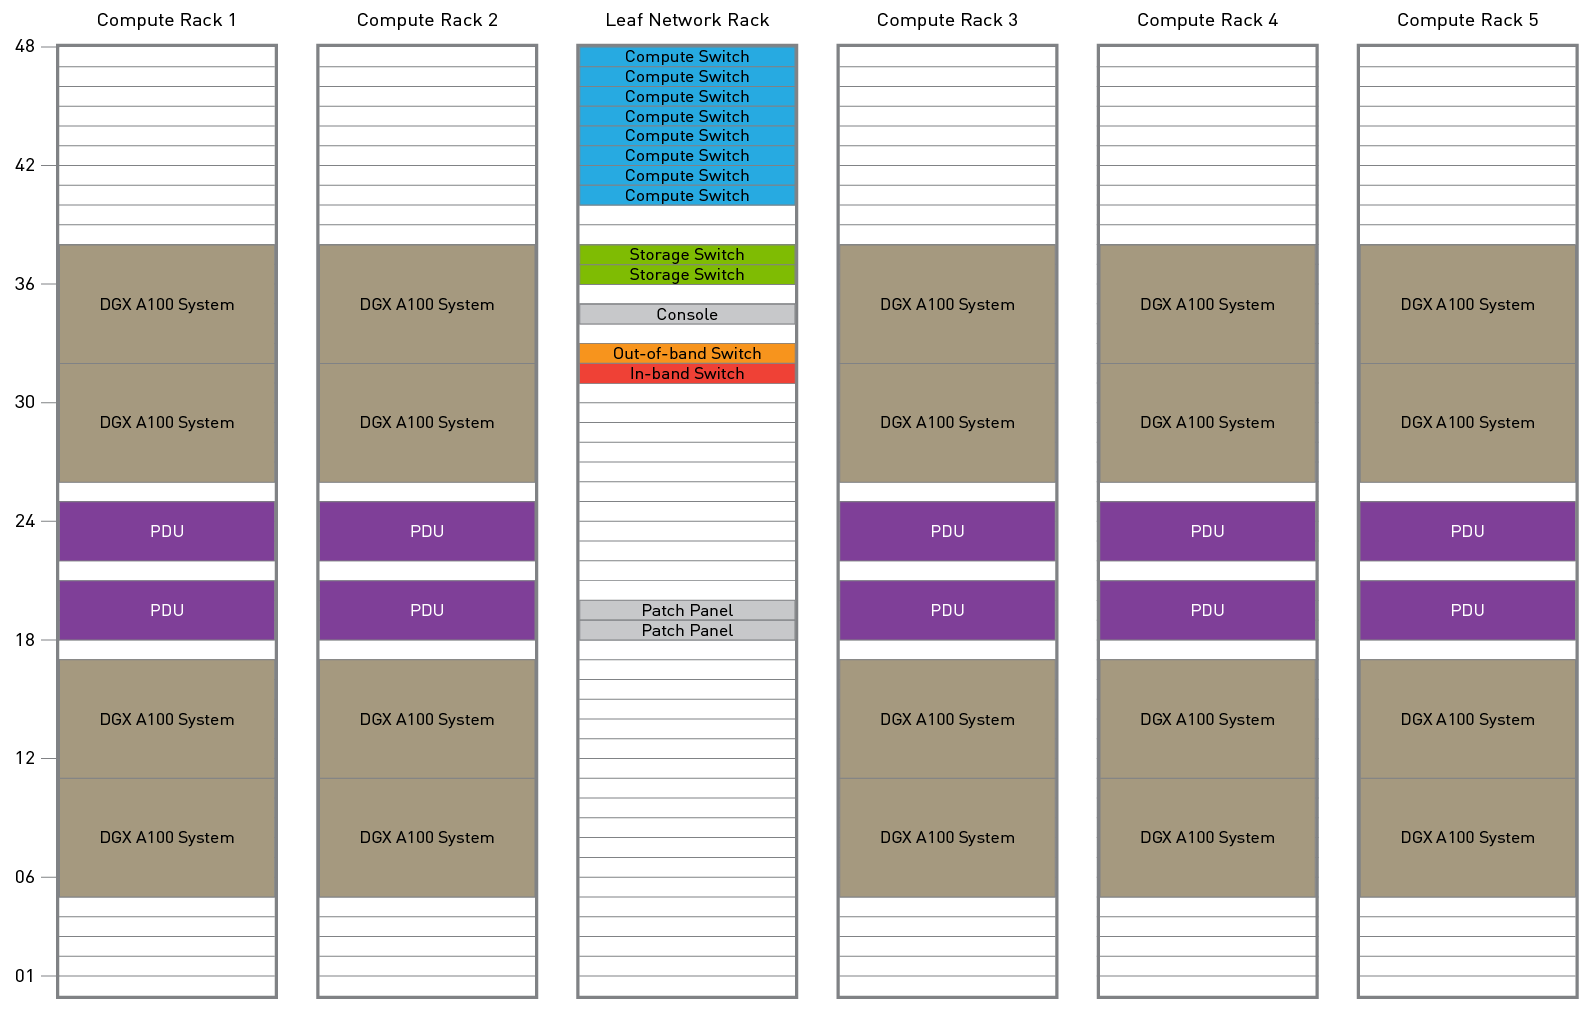 Compute Rack 1
Compute Rack 2
Leaf Network Rack
Compute Rack 3
Compute Rack 4
Compute Rack 5
48
42
36
30
24
18
12
06
01
DGX A100 System
DGX A100 System
PDU
PDU
DGX A100 System
DGX A100 System
DGX A100 System
DGX A100 System
PDU
PDU
DGX A100 System
DGX A100 System
Compute Switch
Compute Switch
Compute Switch
Compute Switch
Compute Switch
Compute Switch
Compute Switch
Compute Switch
Storage Switch
Storage Switch
Console
Out-of-band Switch
In-band Switch
Patch Panel
Patch Panel
DGX A100 System
DGX A100 System
PDU
PDU
DGX A100 System
DGX A100 System
DGX A100 System
DGX A100 System
PDU
PDU
DGX A100 System
DGX A100 System
DGX A100 System
DGX A100 System
PDU
PDU
DGX A100 System
DGX A100 System